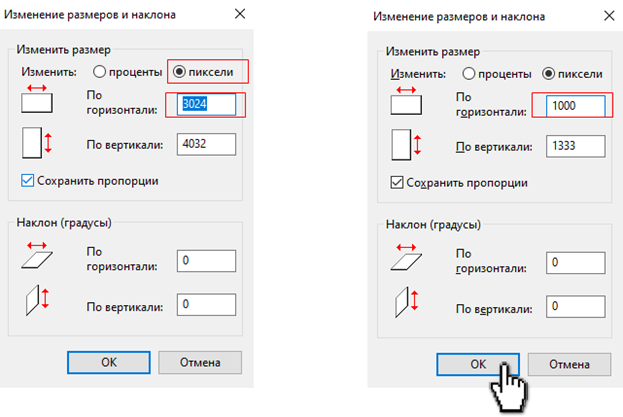 Изменение размеров и наклона
Изменить размер
Изменить: проценты пиксели
По
горизонтали: 3024
По вертикали: 4032
Сохранить пропорции
Наклон (градусы)
По
горизонтали: 0
По вертикали: 0
ОК Отмена
Изменение размеров и наклона
Изменить размер
Изменить: проценты пиксели
По
горизонтали: 1000
По вертикали: 1333
Сохранить пропорции
Наклон (градусы)
По
горизонтали: 0
По вертикали: 0
ОК Отмена